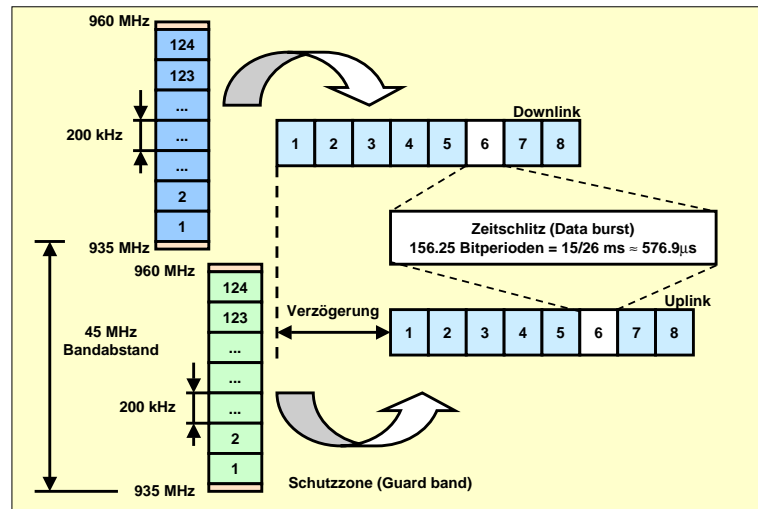 960 MHz
124
123
...
200 kHz
...
...
2
1
935 MHz
Downlink
1 2 3 4 5 6 7 8
Zeitschlitz (Data burst)
156.25 Bitperioden = 15/26 ms ≈ 576.9µs
Uplink
1 2 3 4 5 6 7 8
Verzögerung
45 MHz
Bandabstand
960 MHz
124
123
...
...
200 kHz
...
2
1
935 MHz
Schutzzone (Guard band)